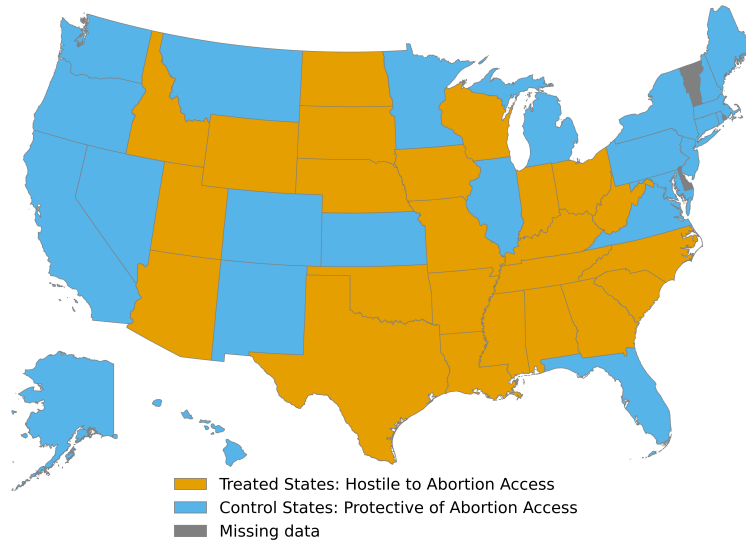 Treated States: Hostile to Abortion Access
Control States: Protective of Abortion Access
Missing data